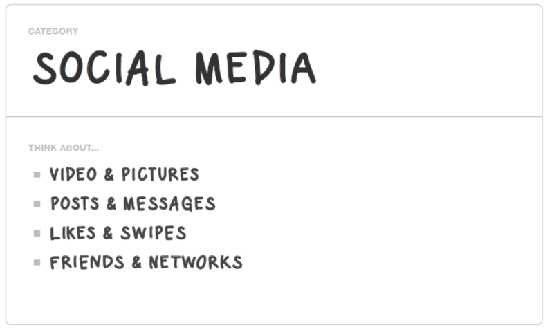 CATEGORY
SOCIAL MEDIA
THINK ABOUT...
VIDEO & PICTURES
POSTS & MESSAGES
LIKES & SWIPES
FRIENDS & NETWORKS